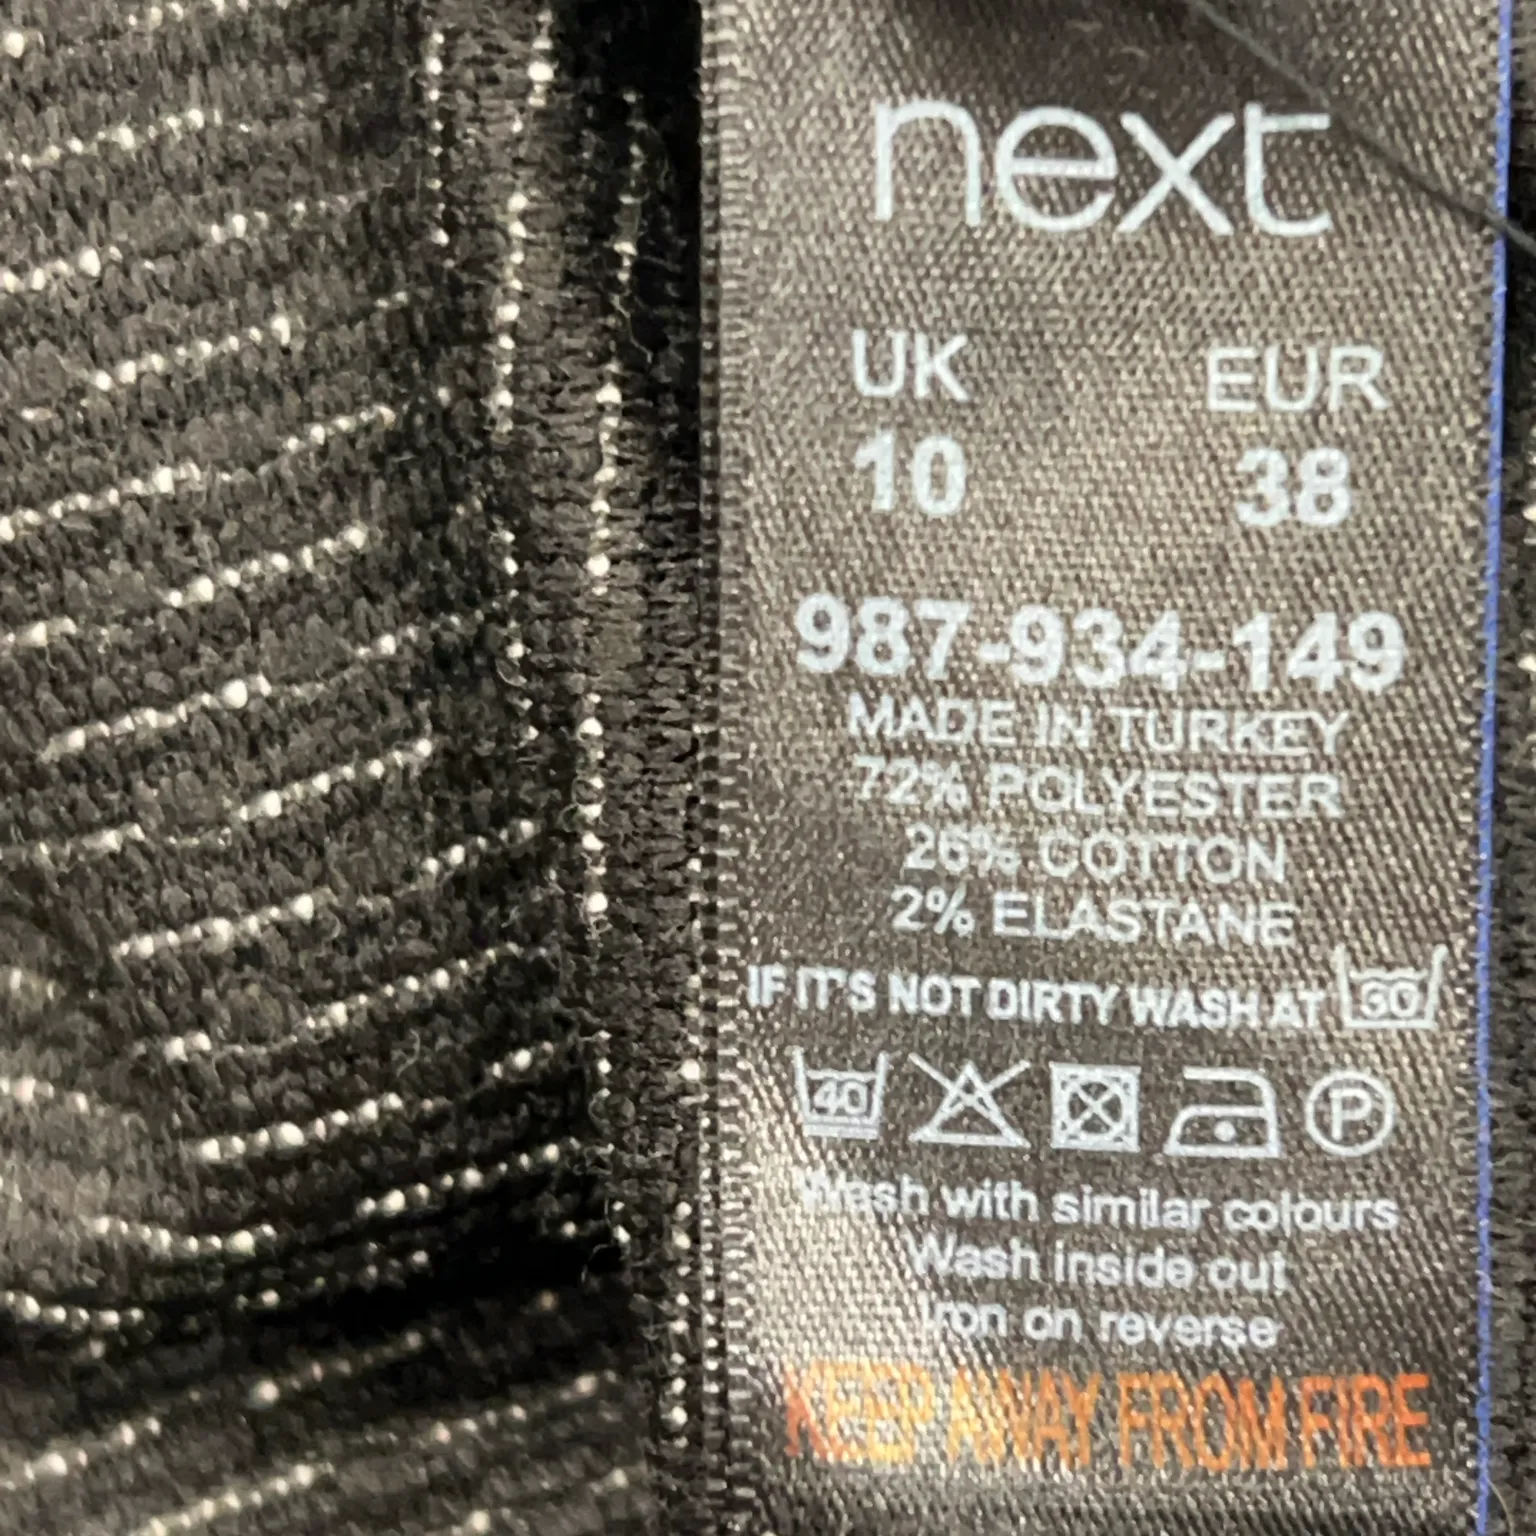 next
UK EUR
10 38
987-934-149
MADE IN TURKEY
72% POLYESTER
26% COTTON
2% ELASTANE
IF IT'S NOT DIRTY WASH AT 30
40 P
Wash with similar colours
Wash inside out
Iron on reverse
KEEP AWAY FROM FIRE